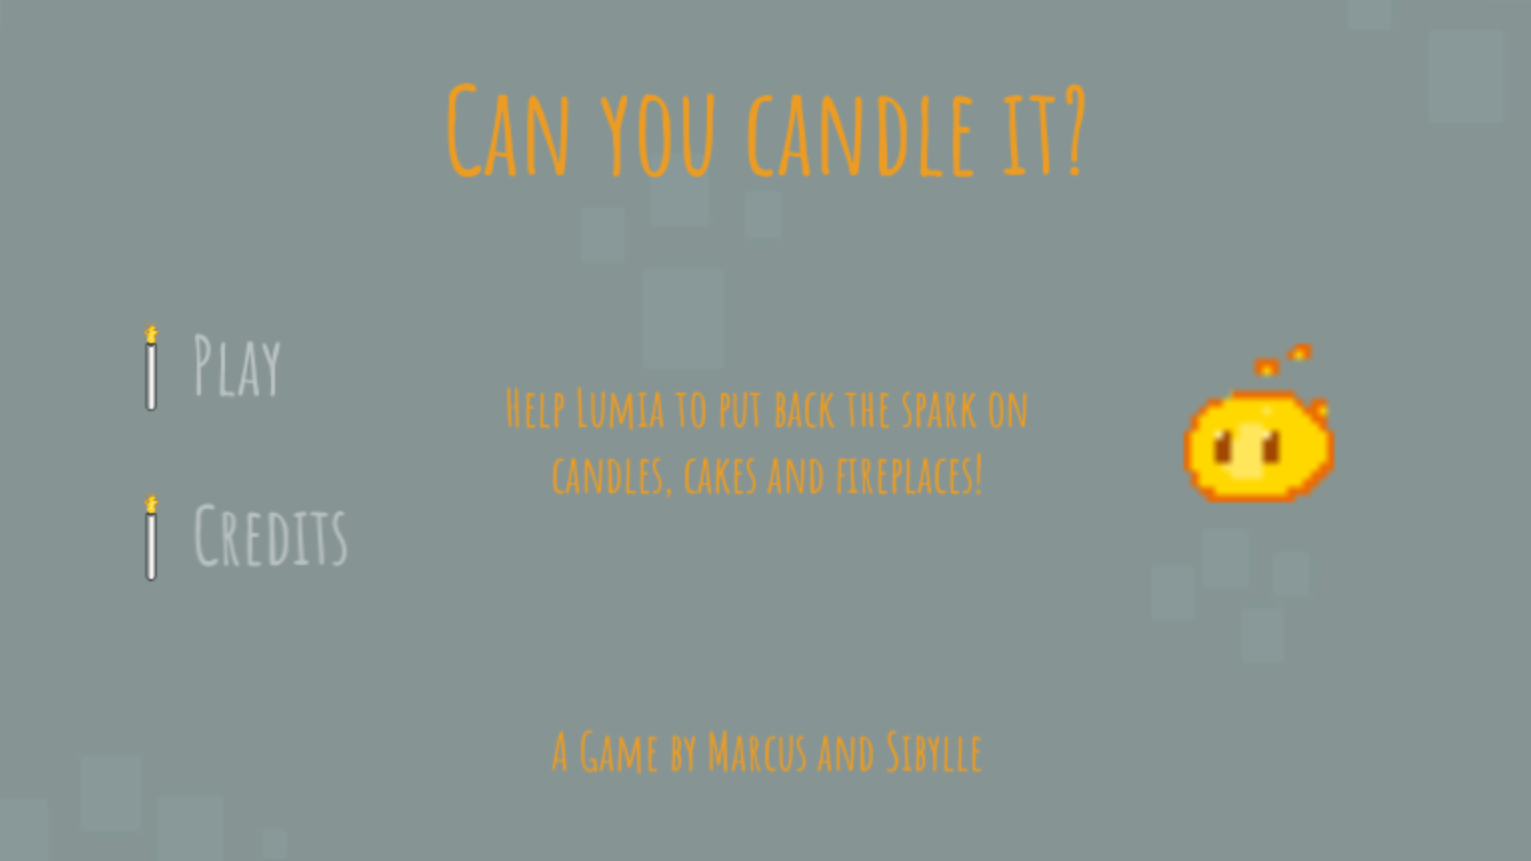 Can you candle it?
Play
Help Lumia to put back the spark on
candles, cakes and fireplaces!
Credits
A Game by Marcus and Sibylle